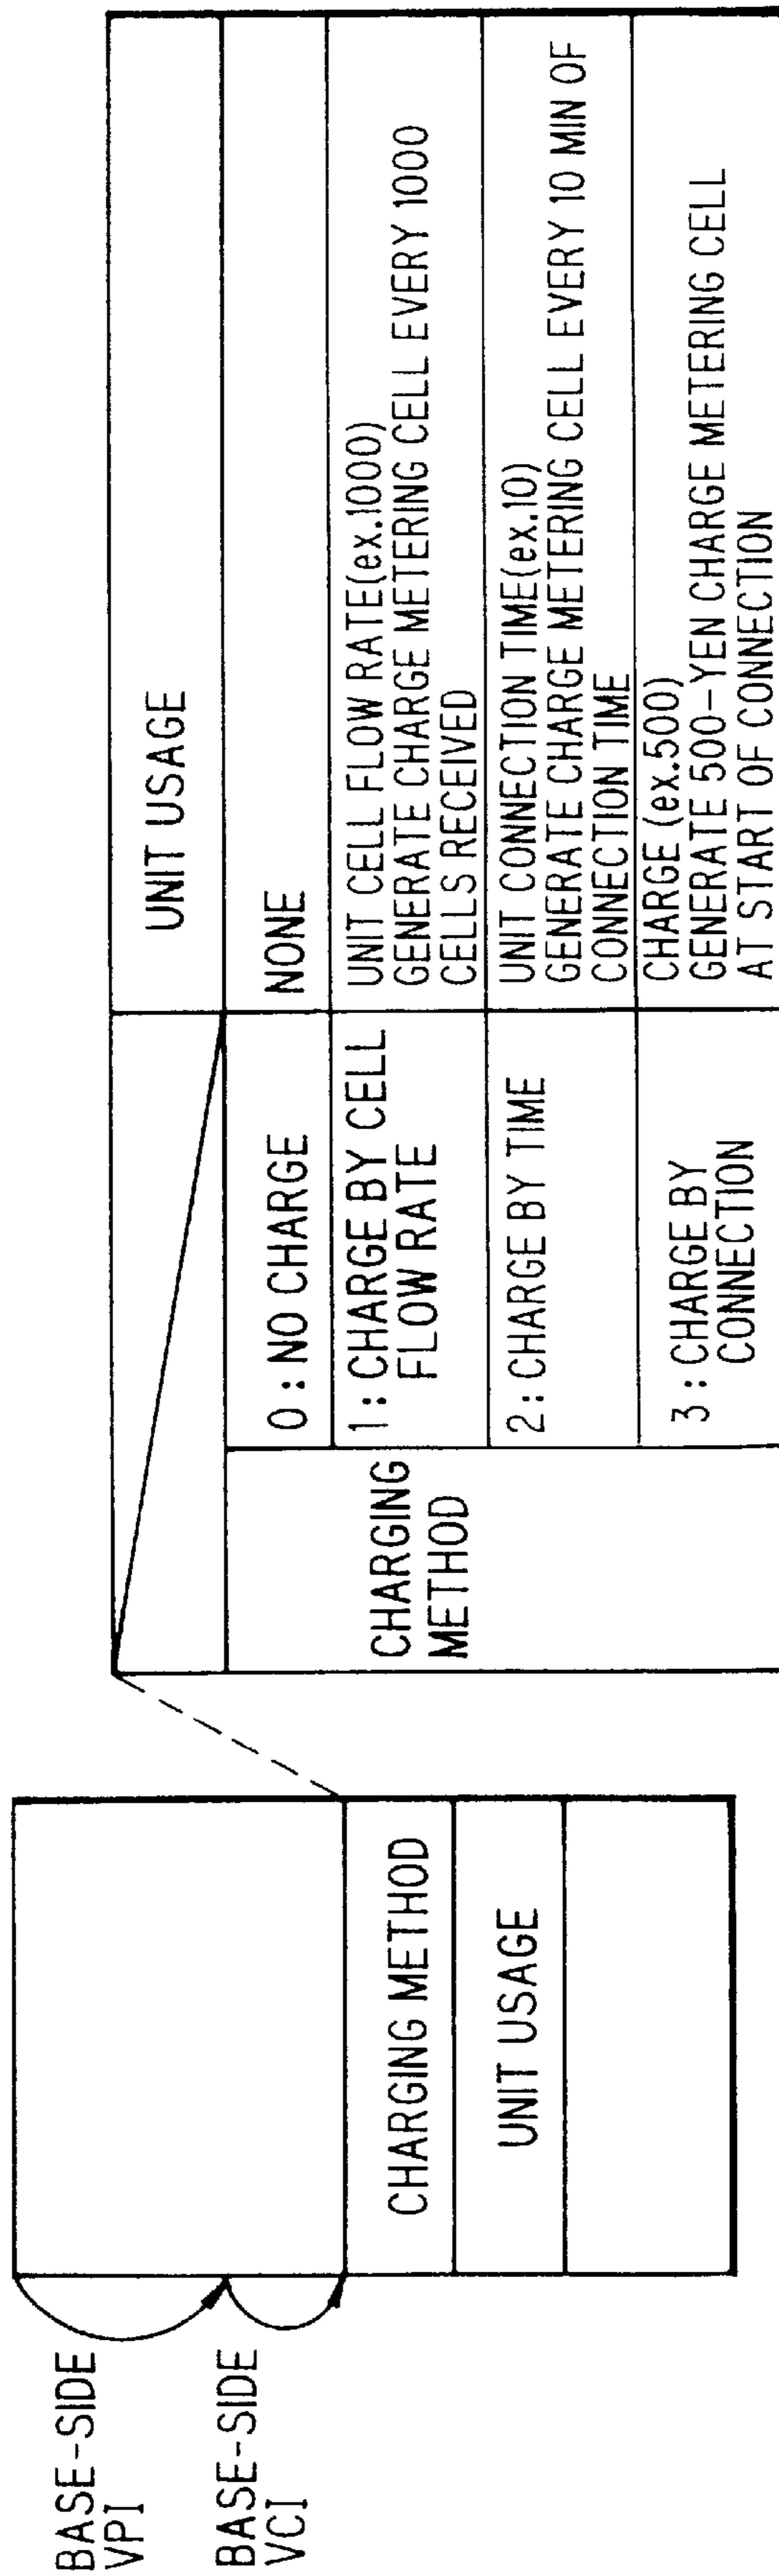 BASE-SIDE
VPI
BASE-SIDE
VCI
CHARGING METHOD
UNIT USAGE
UNIT USAGE
CHARGING
METHOD
0 : NO CHARGE
NONE
1 : CHARGE BY CELL
FLOW RATE
UNIT CELL FLOW RATE(ex.1000)
GENERATE CHARGE METERING CELL EVERY 1000
CELLS RECEIVED
2 : CHARGE BY TIME
UNIT CONNECTION TIME(ex.10)
GENERATE CHARGE METERING CELL EVERY 10 MIN OF
CONNECTION TIME
3 : CHARGE BY
CONNECTION
CHARGE (ex.500)
GENERATE 500-YEN CHARGE METERING CELL
AT START OF CONNECTION